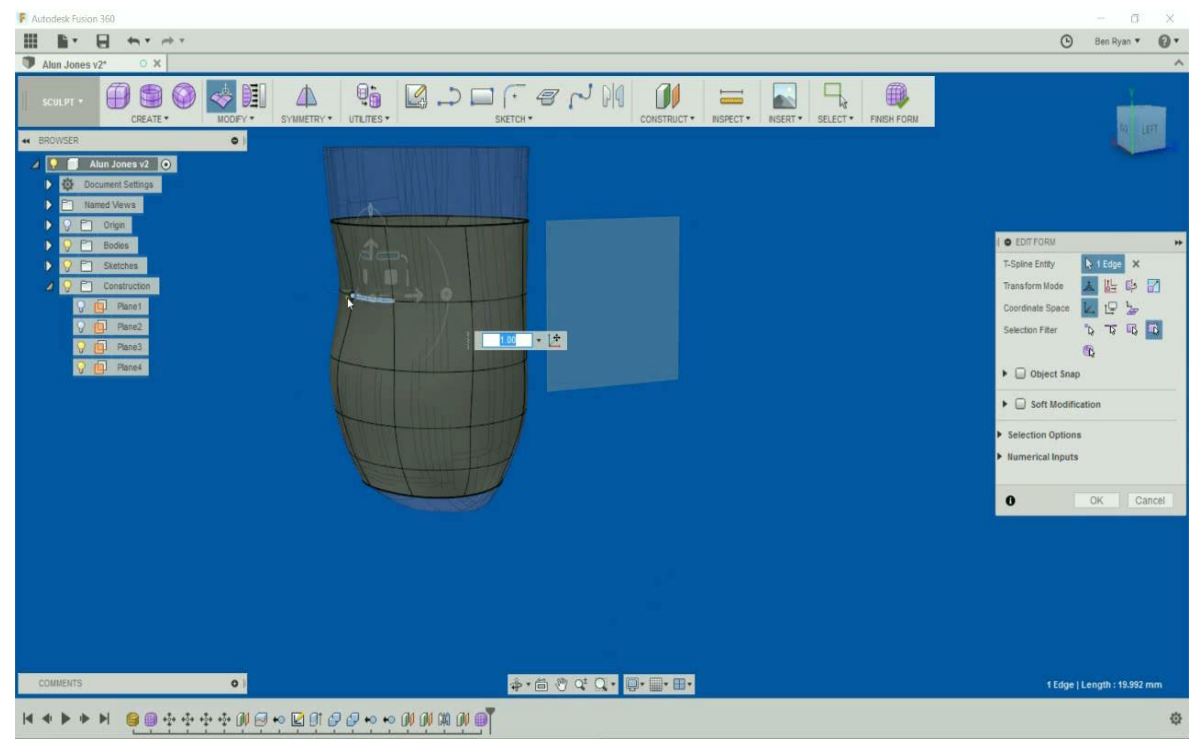 Autodesk Fusion 360
Ben Ryan
Alun Jones v2*
SCULPT
CREATE MODIFY SYMMETRY UTILITIES SKETCH CONSTRUCT INSPECT INSERT SELECT FINISH FORM
BROWSER
LEFT
Alun Jones v2
Document Settings
Named Views
Origin
Bodies
Sketches
Construction
Plane1
Plane2
Plane3
Plane4
1.00
EDIT FORM
T-Spline Entity 1 Edge
Transform Mode
Coordinate Space
Selection Filter
Object Snap
Soft Modification
Selection Options
Numerical Inputs
OK Cancel
COMMENTS
1 Edge | Length : 19.992 mm